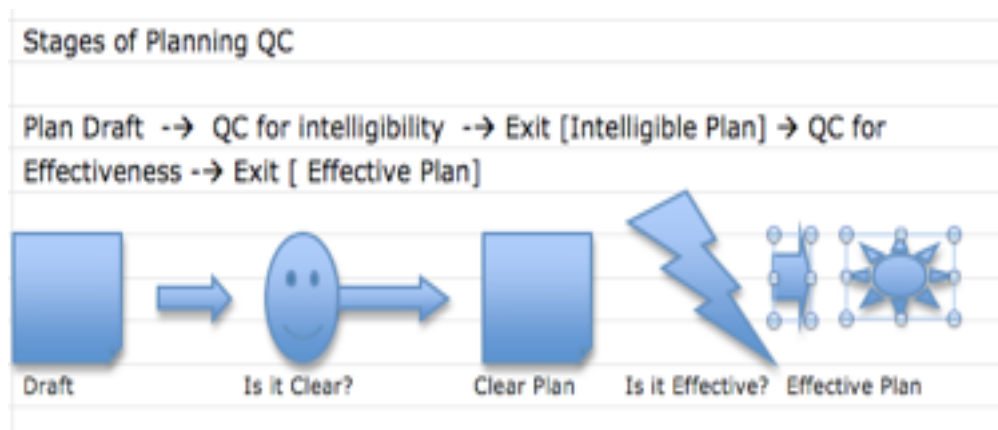 Stages of Planning QC
Plan Draft --→ QC for intelligibility --→ Exit [Intelligible Plan] → QC for
Effectiveness --→ Exit [ Effective Plan]
Draft Is it Clear? Clear Plan Is it Effective? Effective Plan